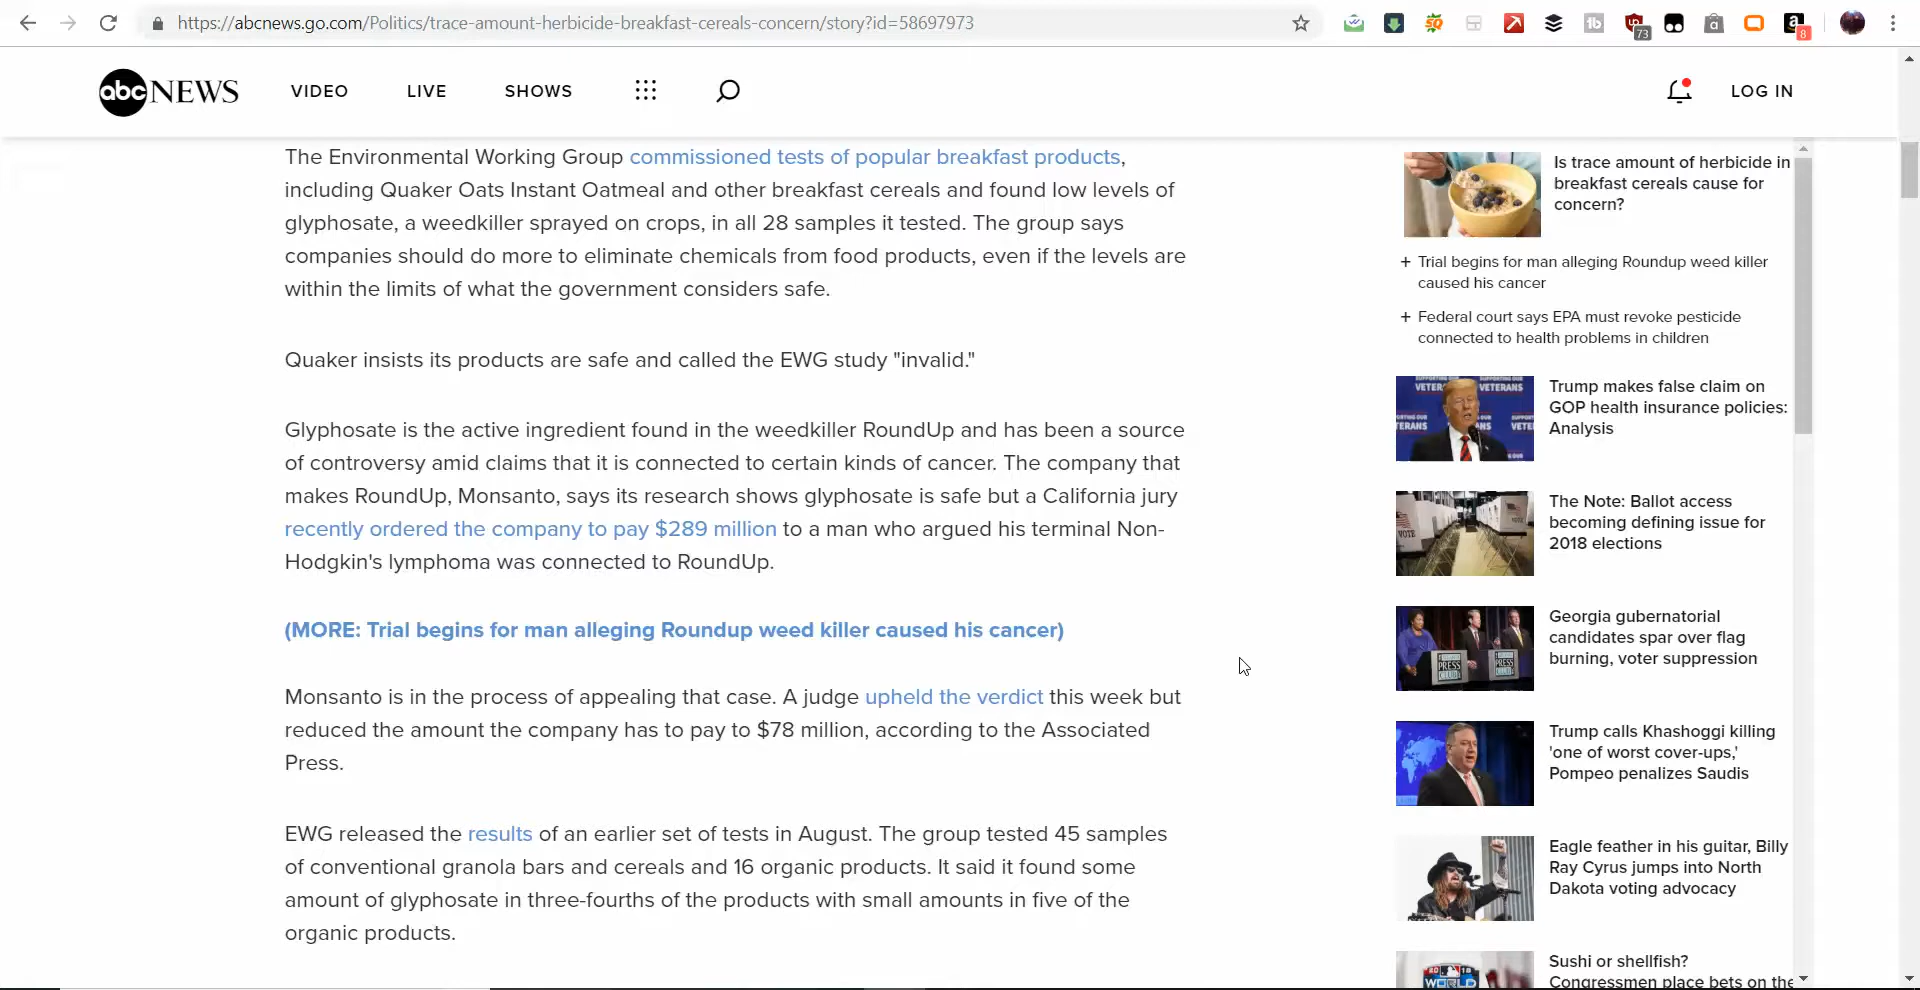 https://abcnews.go.com/Politics/trace-amount-herbicide-breakfast-cereals-concern/story?id=58697973
73
8
abc NEWS
VIDEO
LIVE
SHOWS
LOG IN
The Environmental Working Group commissioned tests of popular breakfast products,
including Quaker Oats Instant Oatmeal and other breakfast cereals and found low levels of
glyphosate, a weedkiller sprayed on crops, in all 28 samples it tested. The group says
companies should do more to eliminate chemicals from food products, even if the levels are
within the limits of what the government considers safe.
Quaker insists its products are safe and called the EWG study "invalid."
Glyphosate is the active ingredient found in the weedkiller RoundUp and has been a source
of controversy amid claims that it is connected to certain kinds of cancer. The company that
makes RoundUp, Monsanto, says its research shows glyphosate is safe but a California jury
recently ordered the company to pay $289 million to a man who argued his terminal Non-
Hodgkin's lymphoma was connected to RoundUp.
(MORE: Trial begins for man alleging Roundup weed killer caused his cancer)
Monsanto is in the process of appealing that case. A judge upheld the verdict this week but
reduced the amount the company has to pay to $78 million, according to the Associated
Press.
EWG released the results of an earlier set of tests in August. The group tested 45 samples
of conventional granola bars and cereals and 16 organic products. It said it found some
amount of glyphosate in three-fourths of the products with small amounts in five of the
organic products.
Is trace amount of herbicide in
breakfast cereals cause for
concern?
+ Trial begins for man alleging Roundup weed killer
caused his cancer
+ Federal court says EPA must revoke pesticide
connected to health problems in children
Trump makes false claim on
GOP health insurance policies:
Analysis
The Note: Ballot access
becoming defining issue for
2018 elections
Georgia gubernatorial
candidates spar over flag
burning, voter suppression
Trump calls Khashoggi killing
'one of worst cover-ups,'
Pompeo penalizes Saudis
Eagle feather in his guitar, Billy
Ray Cyrus jumps into North
Dakota voting advocacy
Sushi or shellfish?
Congressmen place bets on the